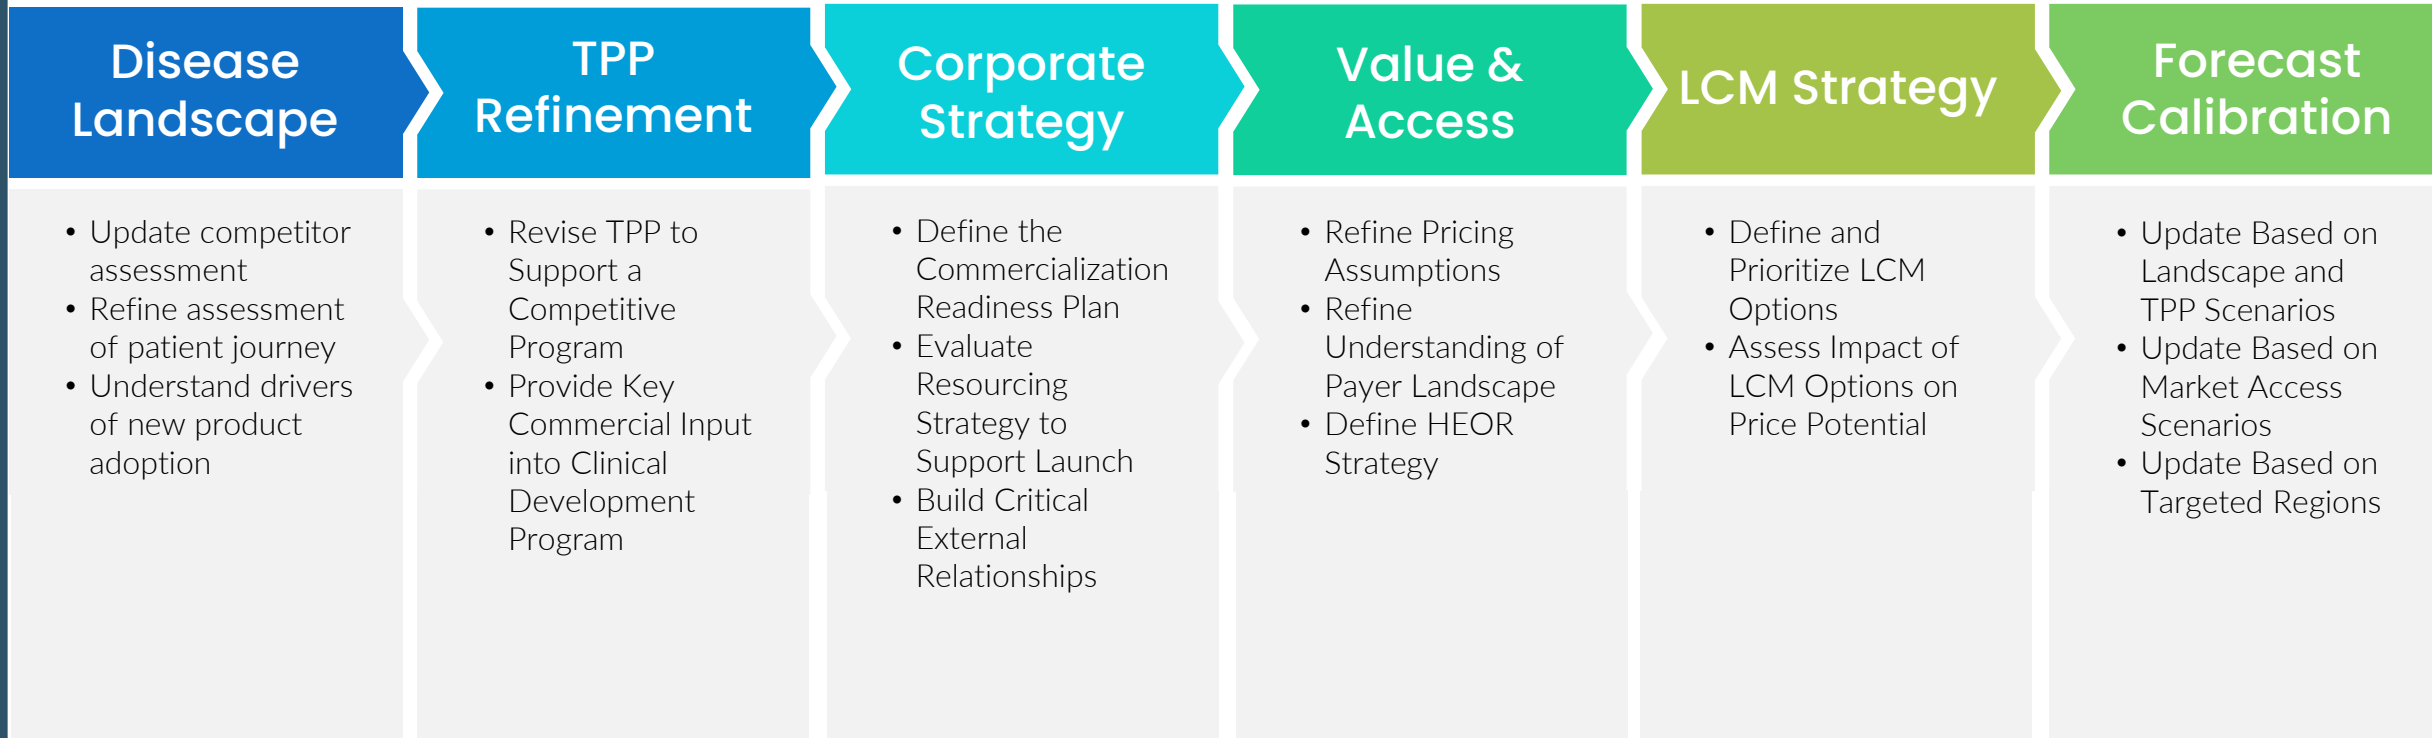 Disease
Landscape
• Update competitor
assessment
• Refine assessment
of patient journey
• Understand drivers
of new product
adoption
TPP
Refinement
• Revise TPP to
Support a
Competitive
Program
• Provide Key
Commercial Input
into Clinical
Development
Program
Corporate
Strategy
• Define the
Commercialization
Readiness Plan
• Evaluate
Resourcing
Strategy to
Support Launch
• Build Critical
External
Relationships
Value &
Access
• Refine Pricing
Assumptions
• Refine
Understanding of
Payer Landscape
• Define HEOR
Strategy
LCM Strategy
• Define and
Prioritize LCM
Options
• Assess Impact of
LCM Options on
Price Potential
Forecast
Calibration
• Update Based on
Landscape and
TPP Scenarios
• Update Based on
Market Access
Scenarios
• Update Based on
Targeted Regions